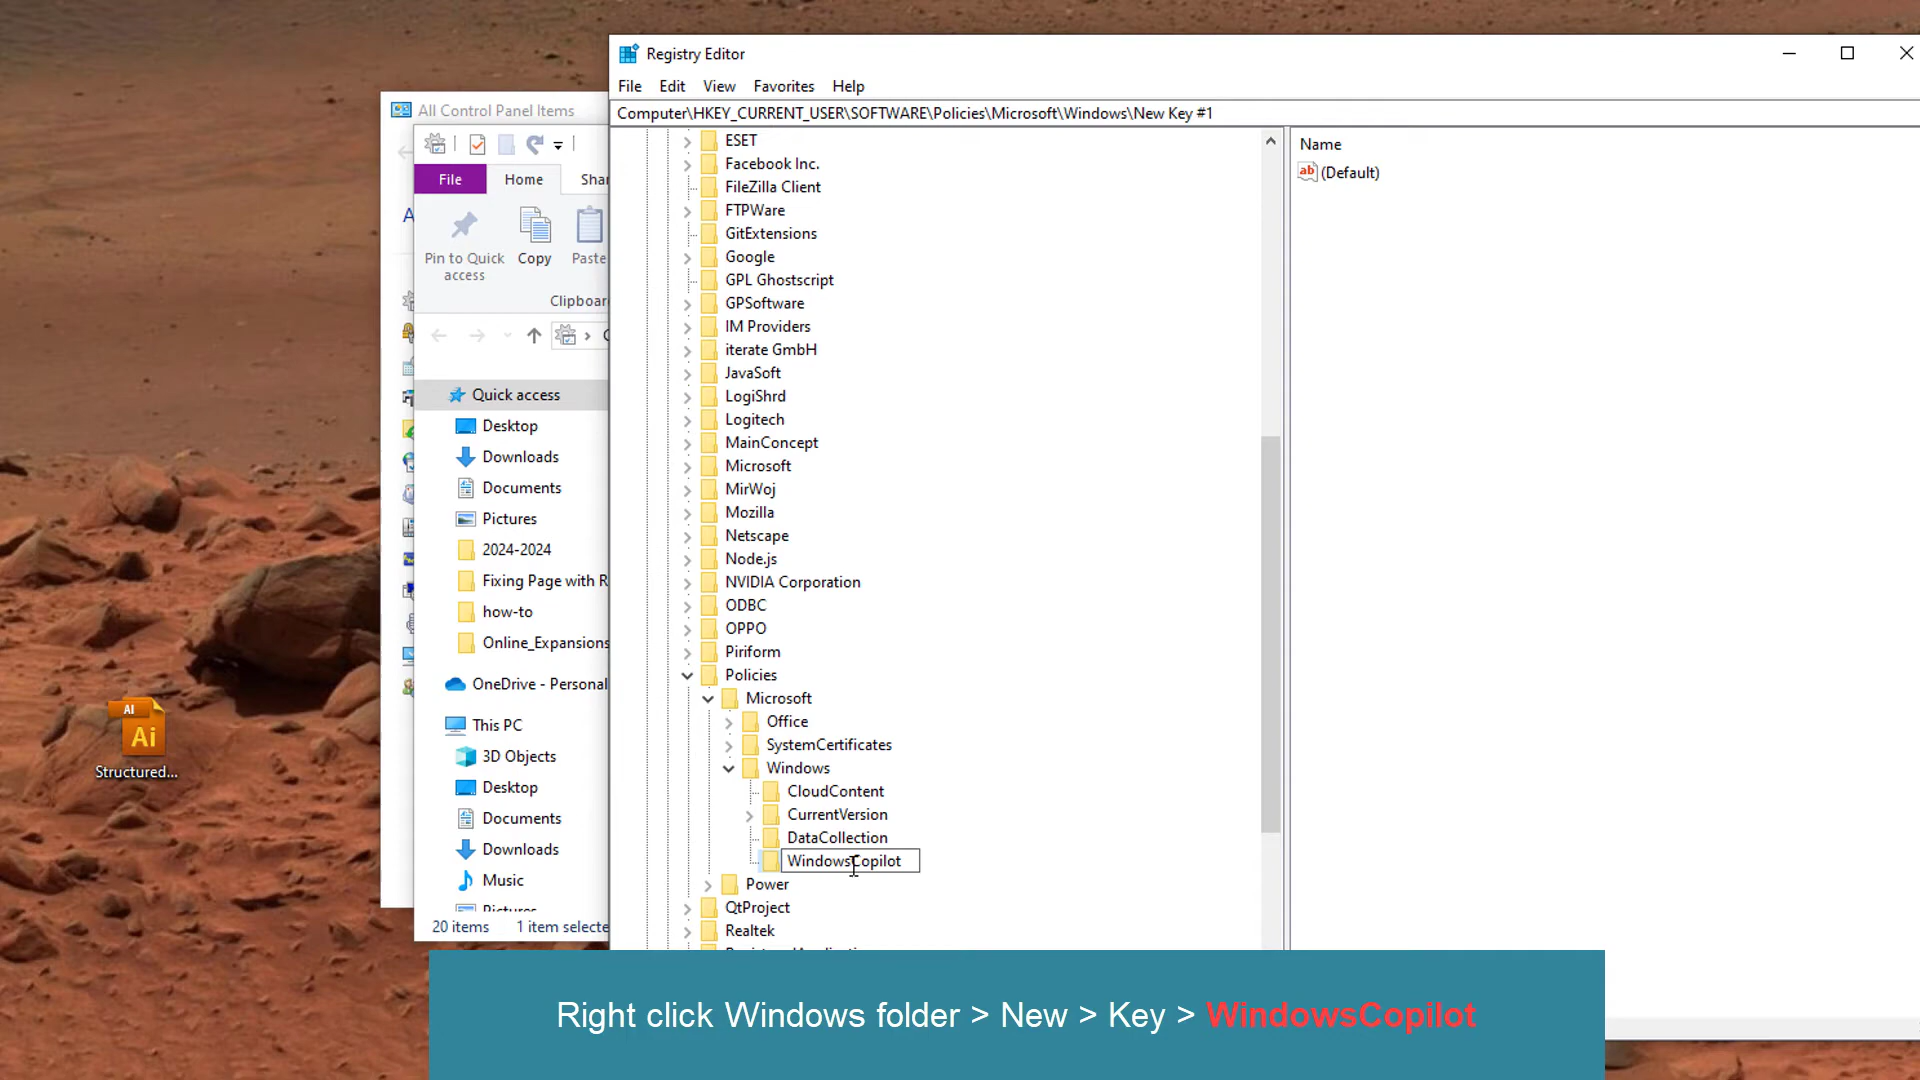 Registry Editor
File Edit View Favorites Help
Computer\HKEY_CURRENT_USER\SOFTWARE\Policies\Microsoft\Windows\New Key #1
All Control Panel Items
File Home
Pin to Quick access
Copy
Paste
Quick access
Desktop
Downloads
Documents
Pictures
2024-2024
Fixing Page with R
how-to
Online_Expansions
OneDrive - Personal
This PC
3D Objects
Desktop
Documents
Downloads
Music
20 items
ESET
Facebook Inc.
FileZilla Client
FTPWare
GitExtensions
Google
GPL Ghostscript
GPSoftware
IM Providers
iterate GmbH
JavaSoft
LogiShrd
Logitech
MainConcept
Microsoft
MirWoj
Mozilla
Netscape
Node.js
NVIDIA Corporation
ODBC
OPPO
Piriform
Policies
Microsoft
Office
SystemCertificates
Windows
CloudContent
CurrentVersion
DataCollection
WindowsCopilot
Power
QtProject
Realtek
Name
ab (Default)
AI
Ai
Structured...
Right click Windows folder > New > Key > WindowsCopilot